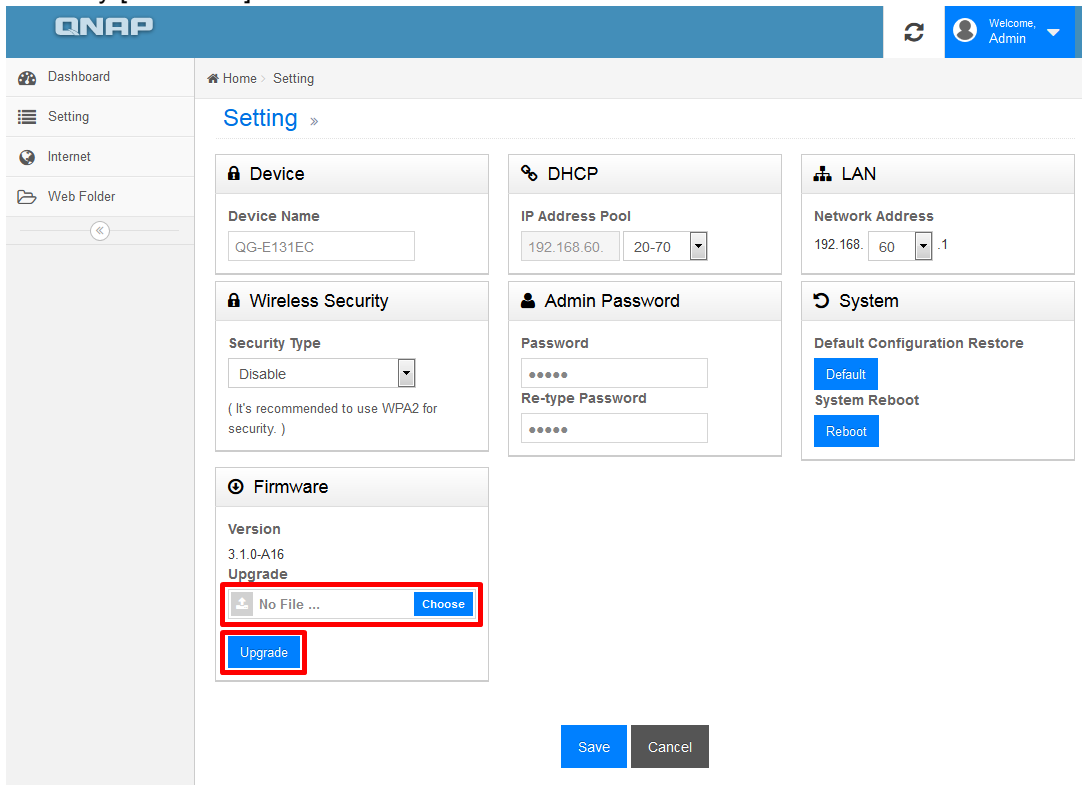 QNAP
Welcome,
Admin
Dashboard
Setting
Internet
Web Folder
Home > Setting
Setting »
Device
Device Name
QG-E131EC
DHCP
IP Address Pool
192.168.60. 20-70
LAN
Network Address
192.168. 60 .1
Wireless Security
Security Type
Disable
( It's recommended to use WPA2 for
security. )
Admin Password
Password
●●●●●
Re-type Password
●●●●●
System
Default Configuration Restore
Default
System Reboot
Reboot
Firmware
Version
3.1.0-A16
Upgrade
No File ... Choose
Upgrade
Save Cancel